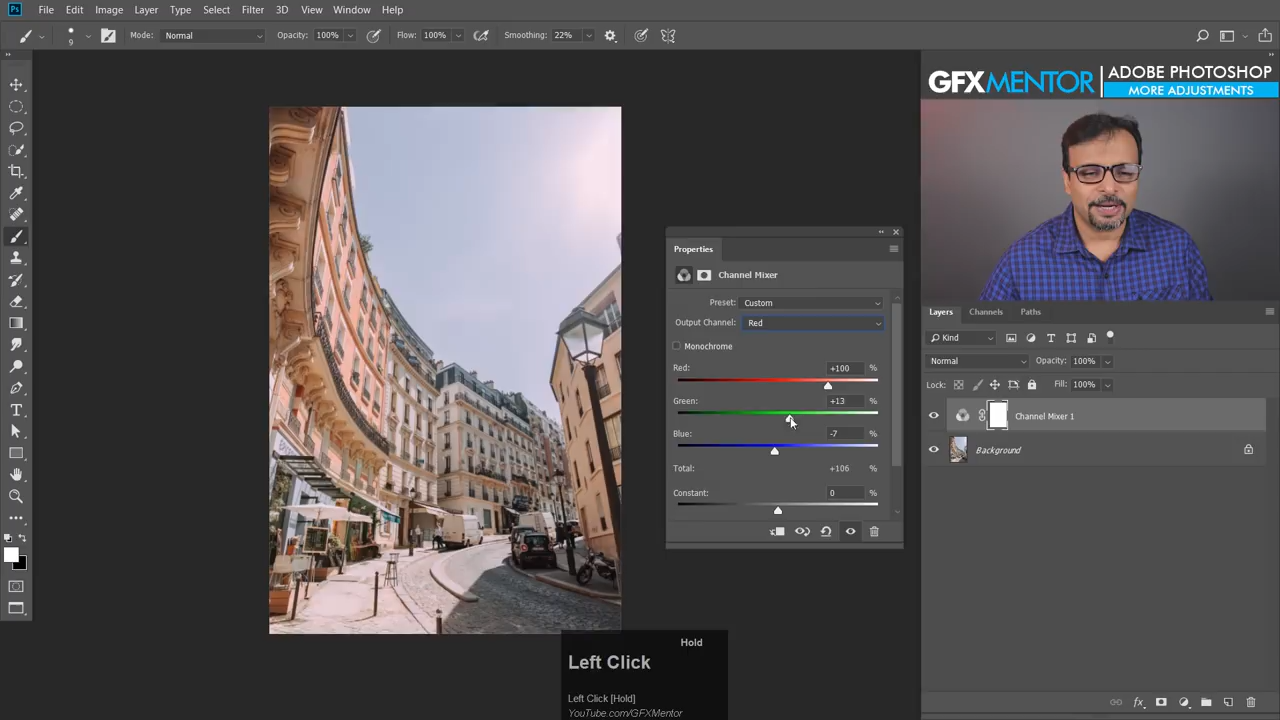 Ps File Edit Image Layer Type Select Filter 3D View Window Help
9 Mode: Normal Opacity: 100% Flow: 100% Smoothing: 22%
GFXMENTOR ADOBE PHOTOSHOP
MORE ADJUSTMENTS
Properties
Channel Mixer
Preset: Custom
Output Channel: Red
Monochrome
Red: +100 %
Green: +13 %
Blue: -7 %
Total: +106 %
Constant: 0 %
Layers Channels Paths
Kind
Normal Opacity: 100%
Lock: Fill: 100%
Channel Mixer 1
Background
fx
Hold
Left Click
Left Click [Hold]
YouTube.com/GFXMentor